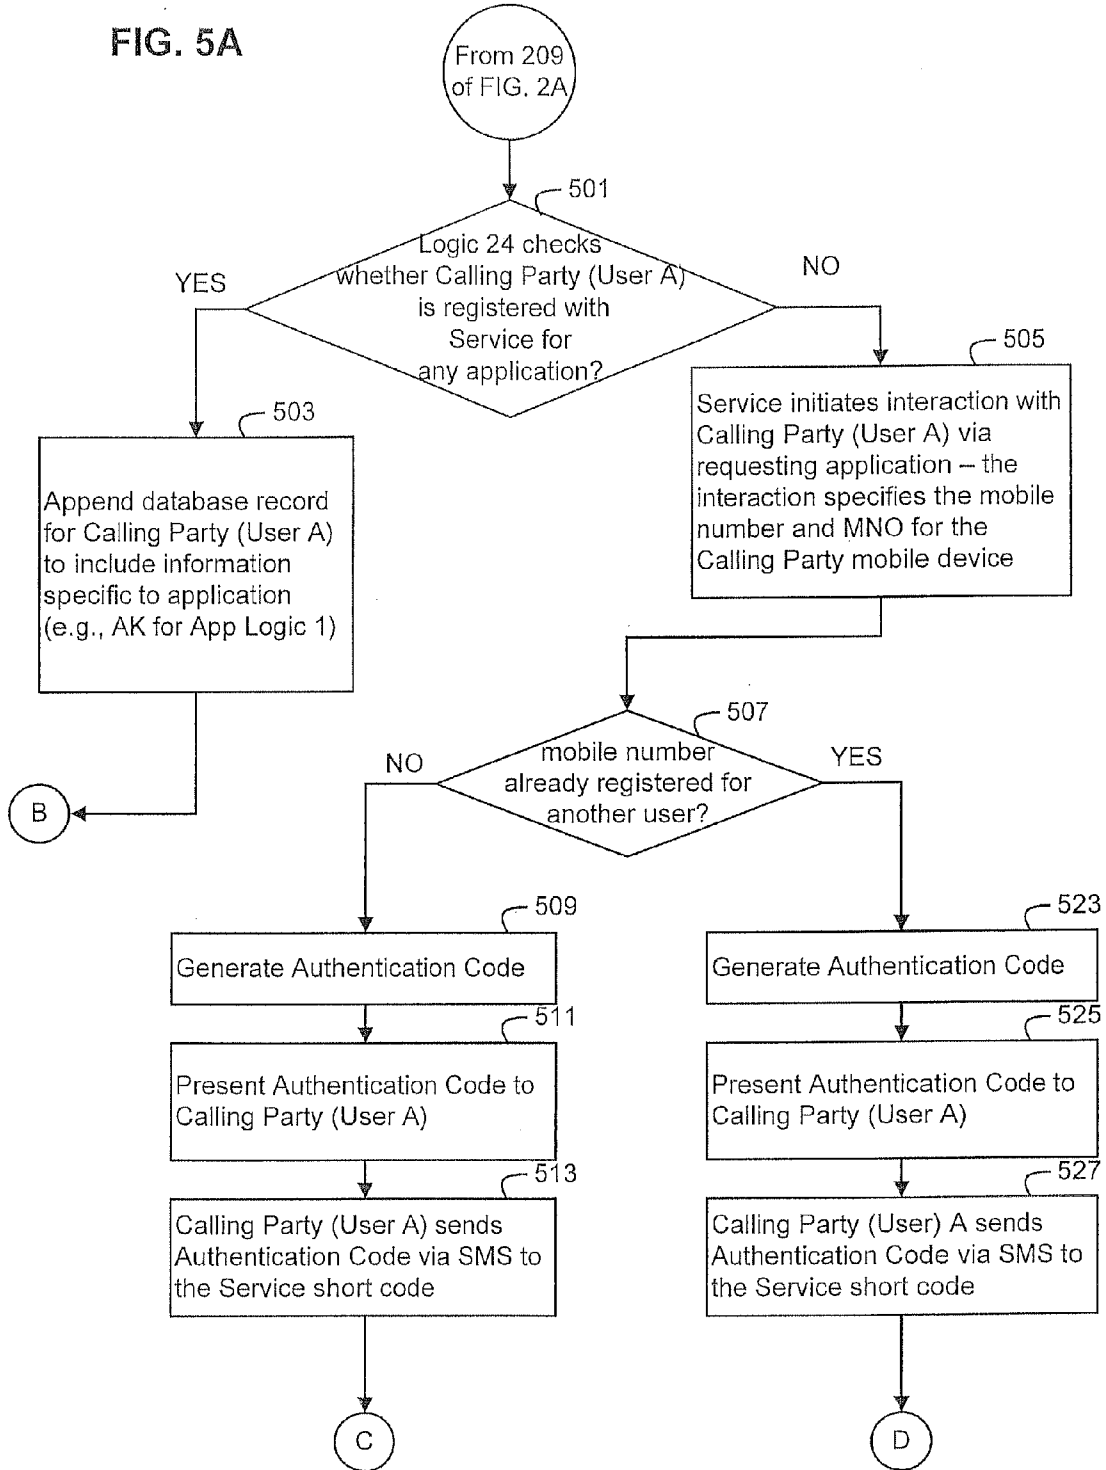 FIG. 5A
From 209
of FIG. 2A
501
Logic 24 checks
whether Calling Party (User A)
is registered with
Service for
any application?
YES
NO
503
Append database record
for Calling Party (User A)
to include information
specific to application
(e.g., AK for App Logic 1)
505
Service initiates interaction with
Calling Party (User A) via
requesting application – the
interaction specifies the mobile
number and MNO for the
Calling Party mobile device
507
mobile number
already registered for
another user?
NO
YES
B
509
Generate Authentication Code
511
Present Authentication Code to
Calling Party (User A)
513
Calling Party (User A) sends
Authentication Code via SMS to
the Service short code
C
523
Generate Authentication Code
525
Present Authentication Code to
Calling Party (User A)
527
Calling Party (User) A sends
Authentication Code via SMS to
the Service short code
D